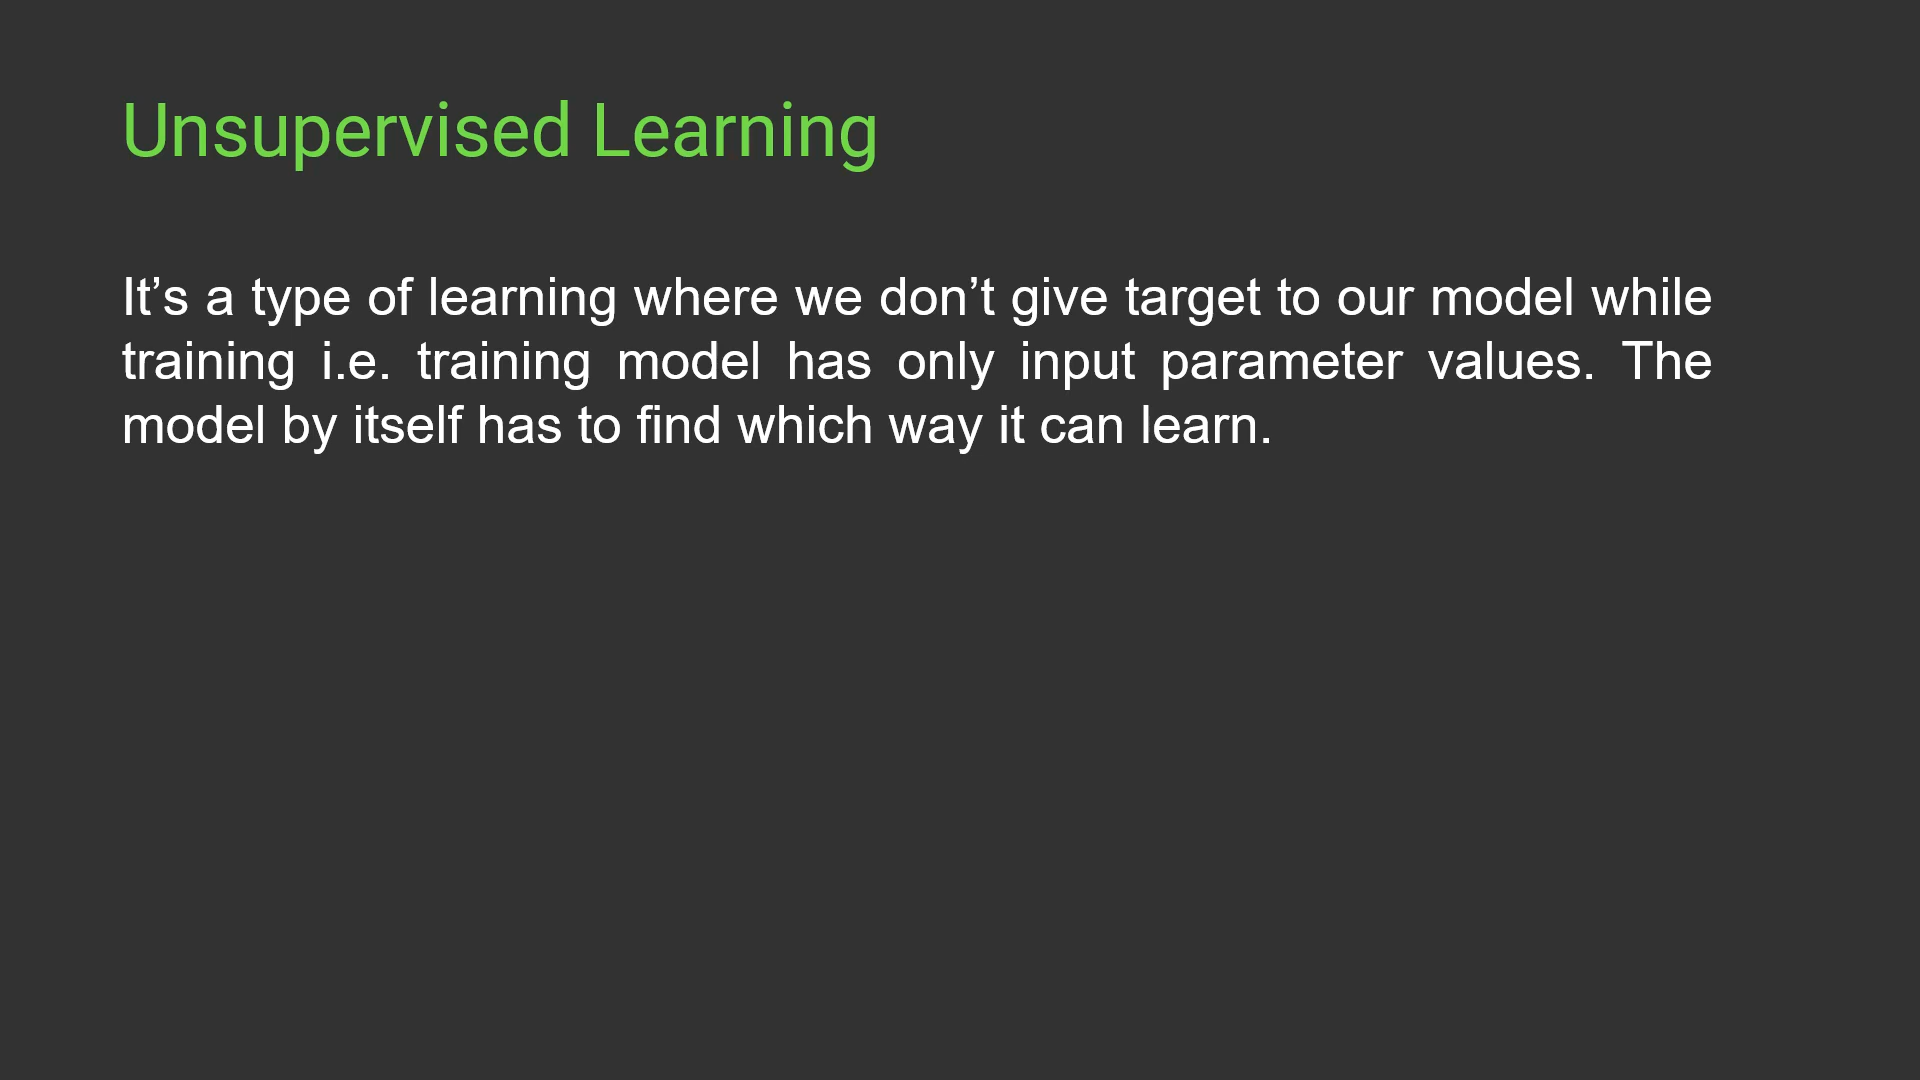 Unsupervised Learning
It’s a type of learning where we don’t give target to our model while
training i.e. training model has only input parameter values. The
model by itself has to find which way it can learn.